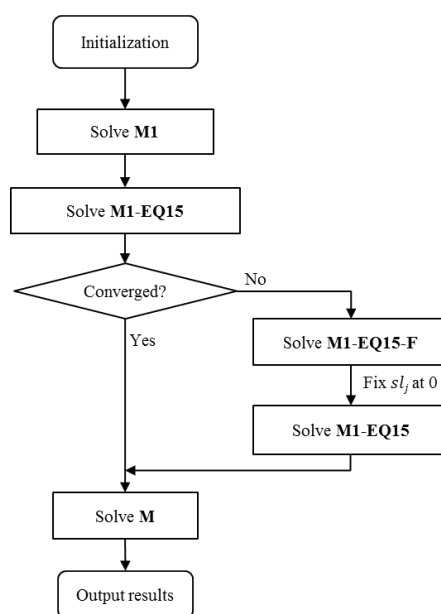 Initialization
Solve M1
Solve M1-EQ15
Converged?
No
Yes
Solve M1-EQ15-F
Fix sl_j at 0
Solve M1-EQ15
Solve M
Output results